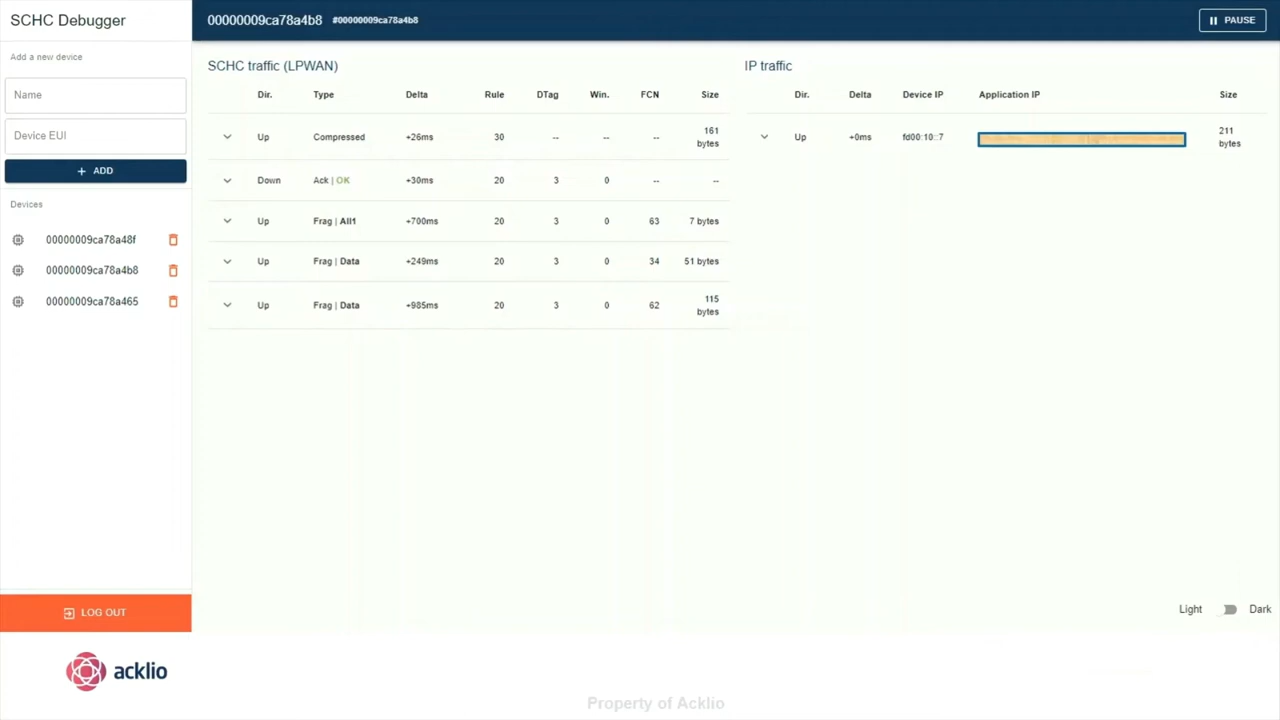 SCHC Debugger
00000009ca78a4b8 #00000009ca78a4b8
PAUSE
Add a new device
Name
Device EUI
+ ADD
Devices
00000009ca78a48f
00000009ca78a4b8
00000009ca78a465
LOG OUT
SCHC traffic (LPWAN)
Dir. Type Delta Rule DTag Win. FCN Size
Up Compressed +26ms 30 -- -- -- 161 bytes
Down Ack | OK +30ms 20 3 0 -- --
Up Frag | All1 +700ms 20 3 0 63 7 bytes
Up Frag | Data +249ms 20 3 0 34 51 bytes
Up Frag | Data +985ms 20 3 0 62 115 bytes
IP traffic
Dir. Delta Device IP Application IP Size
Up +0ms fd00:10::7 211 bytes
Light Dark
acklio
Property of Acklio